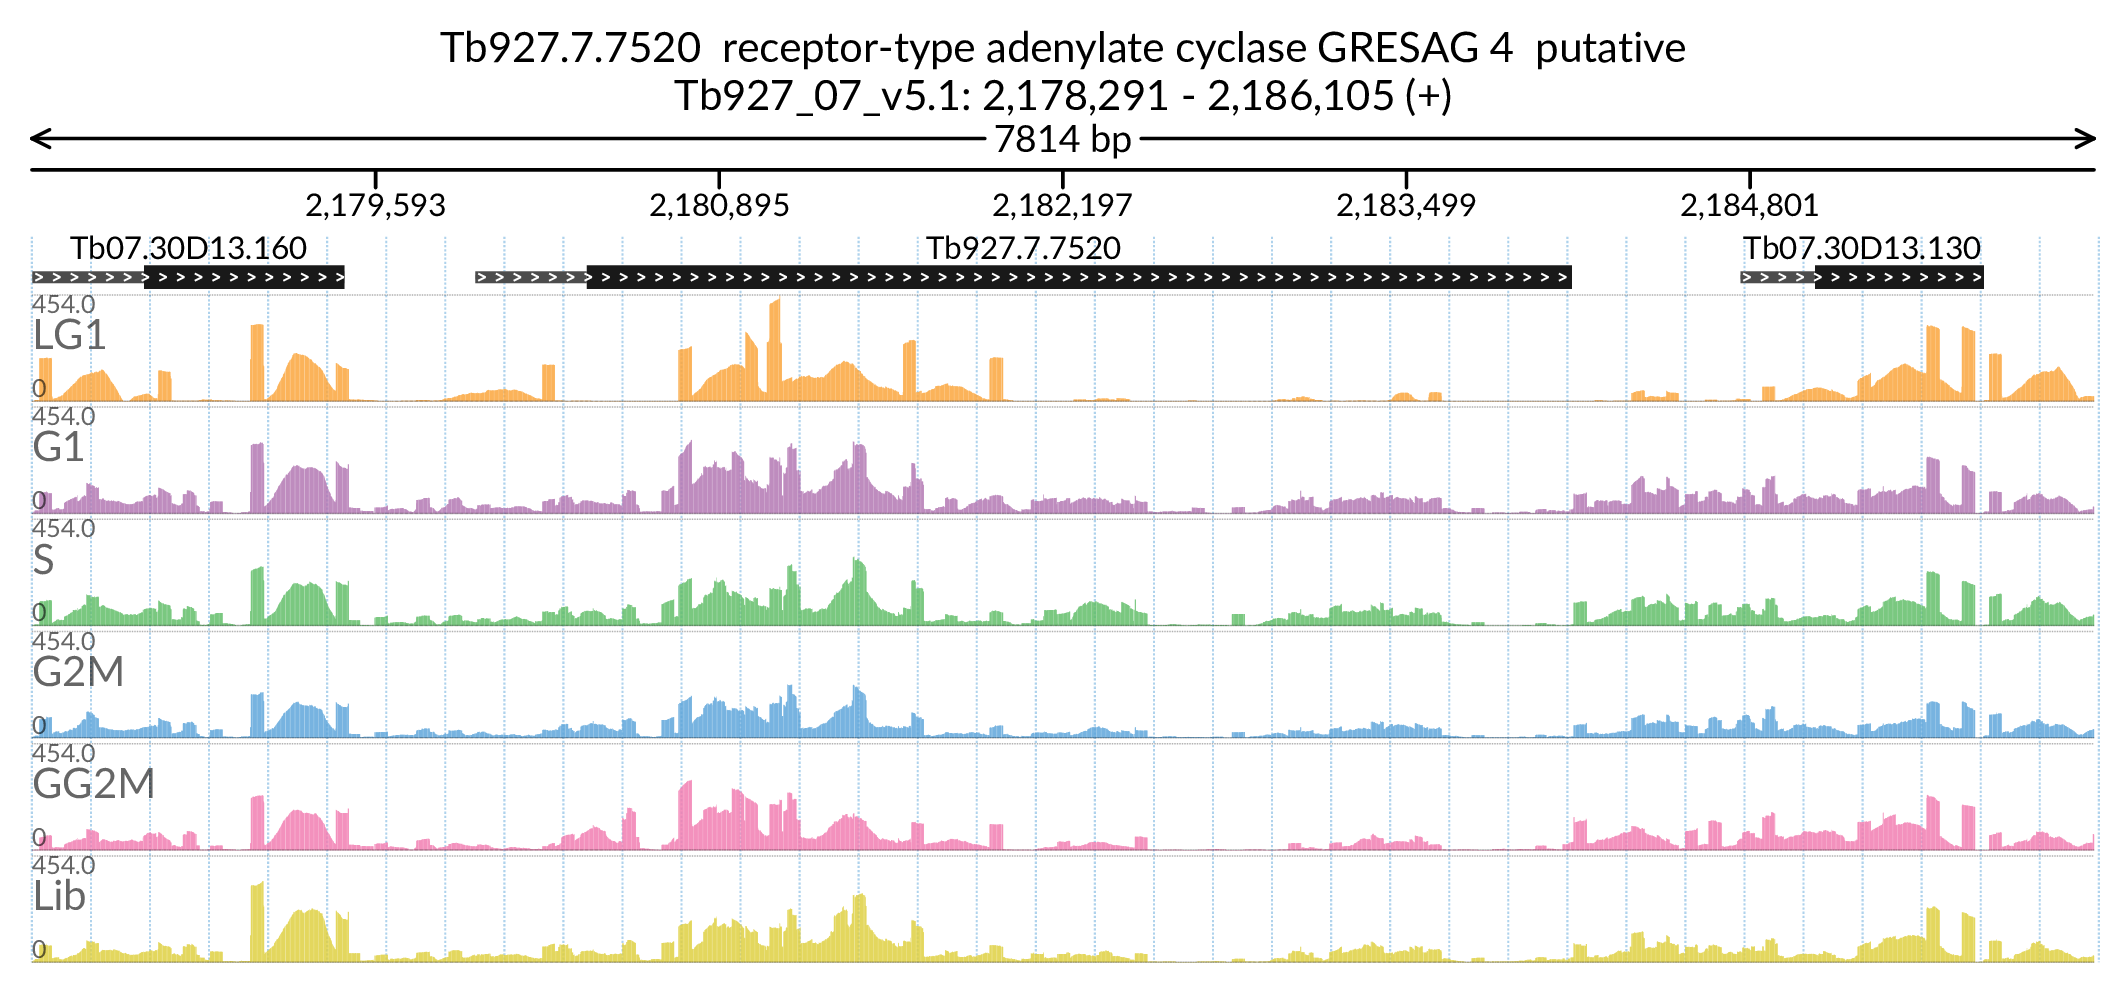 Tb927.7.7520  receptor-type adenylate cyclase GRESAG 4  putative
Tb927_07_v5.1: 2,178,291 - 2,186,105 (+)
7814 bp
2,179,593 2,180,895 2,182,197 2,183,499 2,184,801
Tb07.30D13.160 Tb927.7.7520 Tb07.30D13.130
454.0
LG1
0
454.0
G1
0
454.0
S
0
454.0
G2M
0
454.0
GG2M
0
454.0
Lib
0